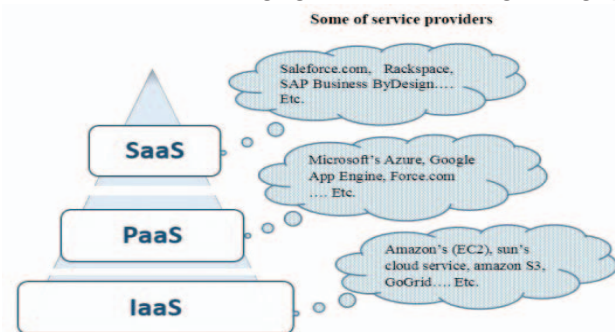 Some of service providers
Saleforce.com, Rackspace,
SAP Business ByDesign….
Etc.
SaaS
Microsoft's Azure, Google
App Engine, Force.com
…. Etc.
PaaS
Amazon's (EC2), sun's
cloud service, amazon S3,
GoGrid…. Etc.
IaaS